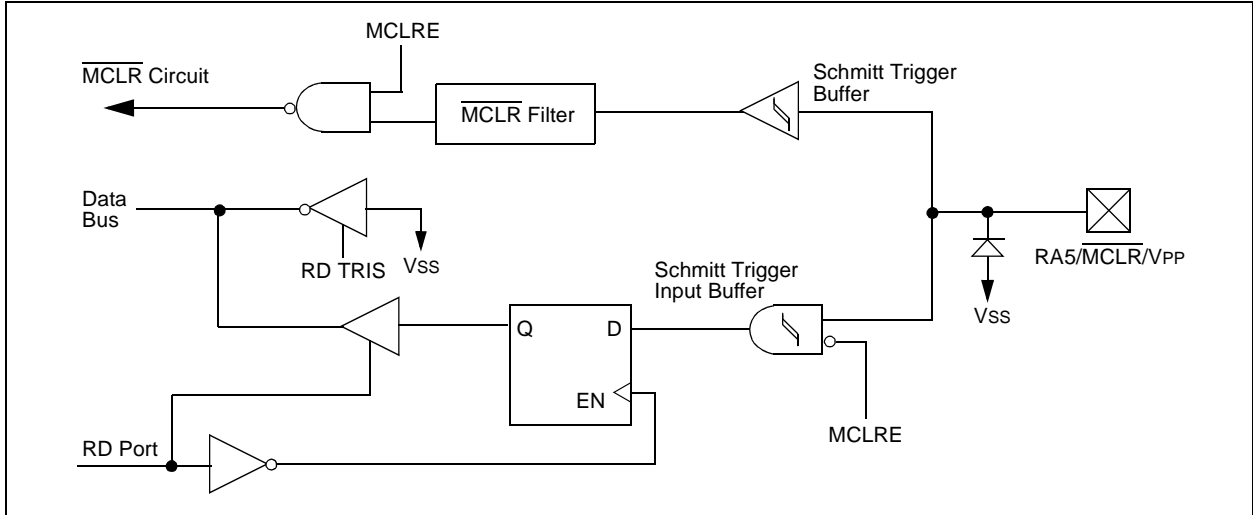 MCLRE
MCLR Circuit
Schmitt Trigger
Buffer
MCLR Filter
Data
Bus
RD TRIS
VSS
RA5/MCLR/VPP
Schmitt Trigger
Input Buffer
VSS
Q
D
EN
MCLRE
RD Port